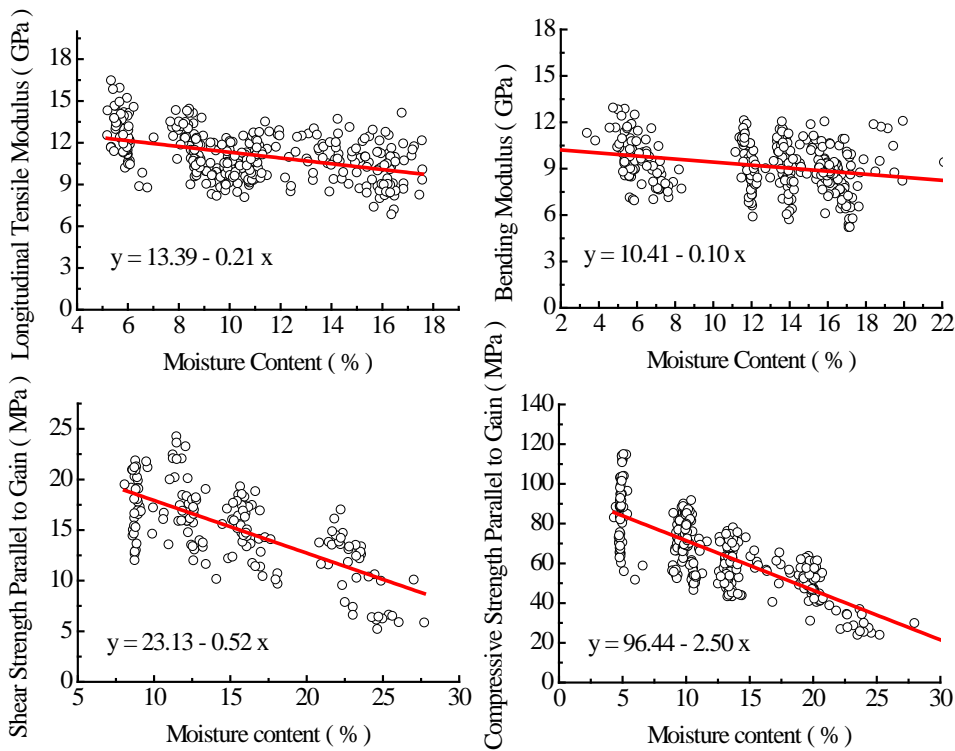 Longitudinal Tensile Modulus ( GPa )
18
15
12
9
6
3
0
y = 13.39 - 0.21 x
4 6 8 10 12 14 16 18
Moisture Content ( % )
Bending Modulus ( GPa )
18
15
12
9
6
3
0
y = 10.41 - 0.10 x
2 4 6 8 10 12 14 16 18 20 22
Moisture Content ( % )
Shear Strength Parallel to Gain ( MPa )
25
20
15
10
5
0
y = 23.13 - 0.52 x
5 10 15 20 25 30
Moisture content ( % )
Compressive Strength Parallel to Gain ( MPa )
140
120
100
80
60
40
20
0
y = 96.44 - 2.50 x
0 5 10 15 20 25 30
Moisture content ( % )